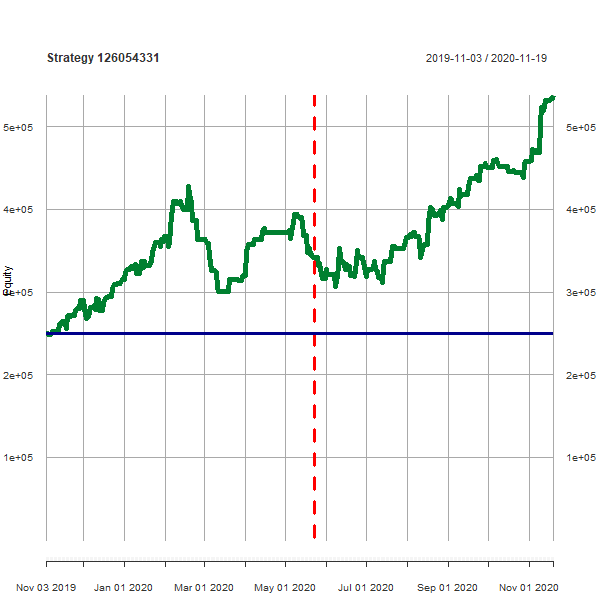 Strategy 126054331
2019-11-03 / 2020-11-19
5e+05
5e+05
4e+05
4e+05
Equity
3e+05
3e+05
2e+05
2e+05
1e+05
1e+05
Nov 03 2019
Jan 01 2020
Mar 01 2020
May 01 2020
Jul 01 2020
Sep 01 2020
Nov 01 2020